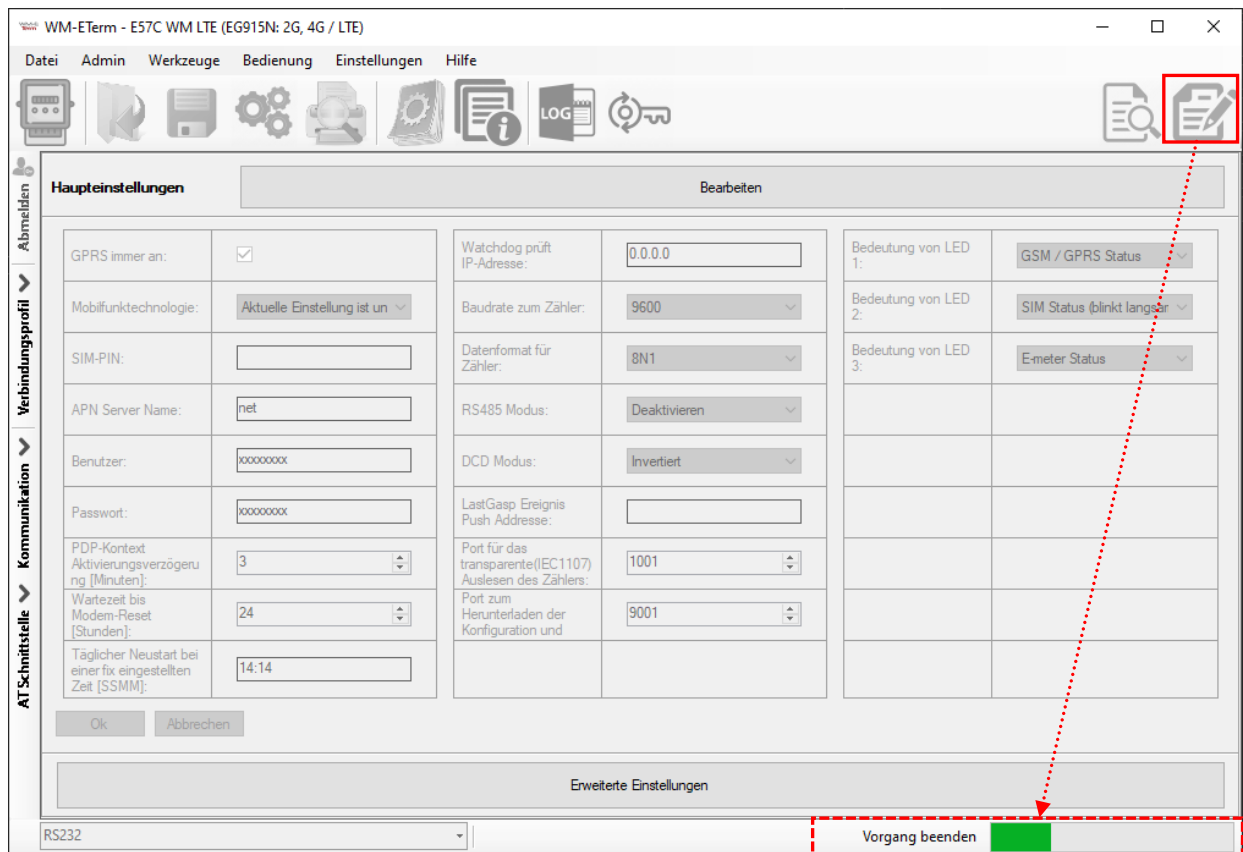 WM-ETerm - E57C WM LTE (EG915N: 2G, 4G / LTE)
Datei Admin Werkzeuge Bedienung Einstellungen Hilfe
LOG
Abmelden
Verbindungsprofil
Kommunikation
AT Schnittstelle
Haupteinstellungen
Bearbeiten
GPRS immer an:
Mobilfunktechnologie:
Aktuelle Einstellung ist un
SIM-PIN:
APN Server Name:
net
Benutzer:
xxxxxxxx
Passwort:
xxxxxxxx
PDP-Kontext
Aktivierungsverzögeru
ng [Minuten]:
3
Wartezeit bis
Modem-Reset
[Stunden]:
24
Täglicher Neustart bei
einer fix eingestellten
Zeit [SSMM]:
14:14
Watchdog prüft
IP-Adresse:
0.0.0.0
Baudrate zum Zähler:
9600
Datenformat für
Zähler:
8N1
RS485 Modus:
Deaktivieren
DCD Modus:
Invertiert
LastGasp Ereignis
Push Addresse:
Port für das
transparente(IEC1107)
Auslesen des Zählers:
1001
Port zum
Herunterladen der
Konfiguration und
9001
Bedeutung von LED
1:
GSM / GPRS Status
Bedeutung von LED
2:
SIM Status (blinkt langsar
Bedeutung von LED
3:
E-meter Status
Ok
Abbrechen
Erweiterte Einstellungen
RS232
Vorgang beenden